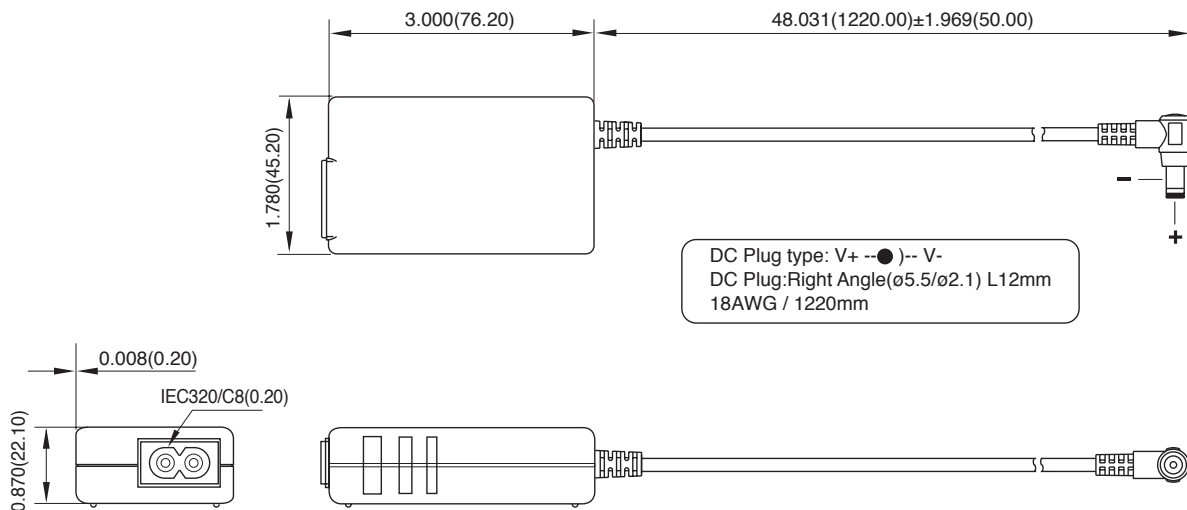 3.000(76.20)
48.031(1220.00)±1.969(50.00)
1.780(45.20)
-
+
DC Plug type: V+ --● )-- V-
DC Plug:Right Angle(ø5.5/ø2.1) L12mm
18AWG / 1220mm
0.008(0.20)
IEC320/C8(0.20)
0.870(22.10)